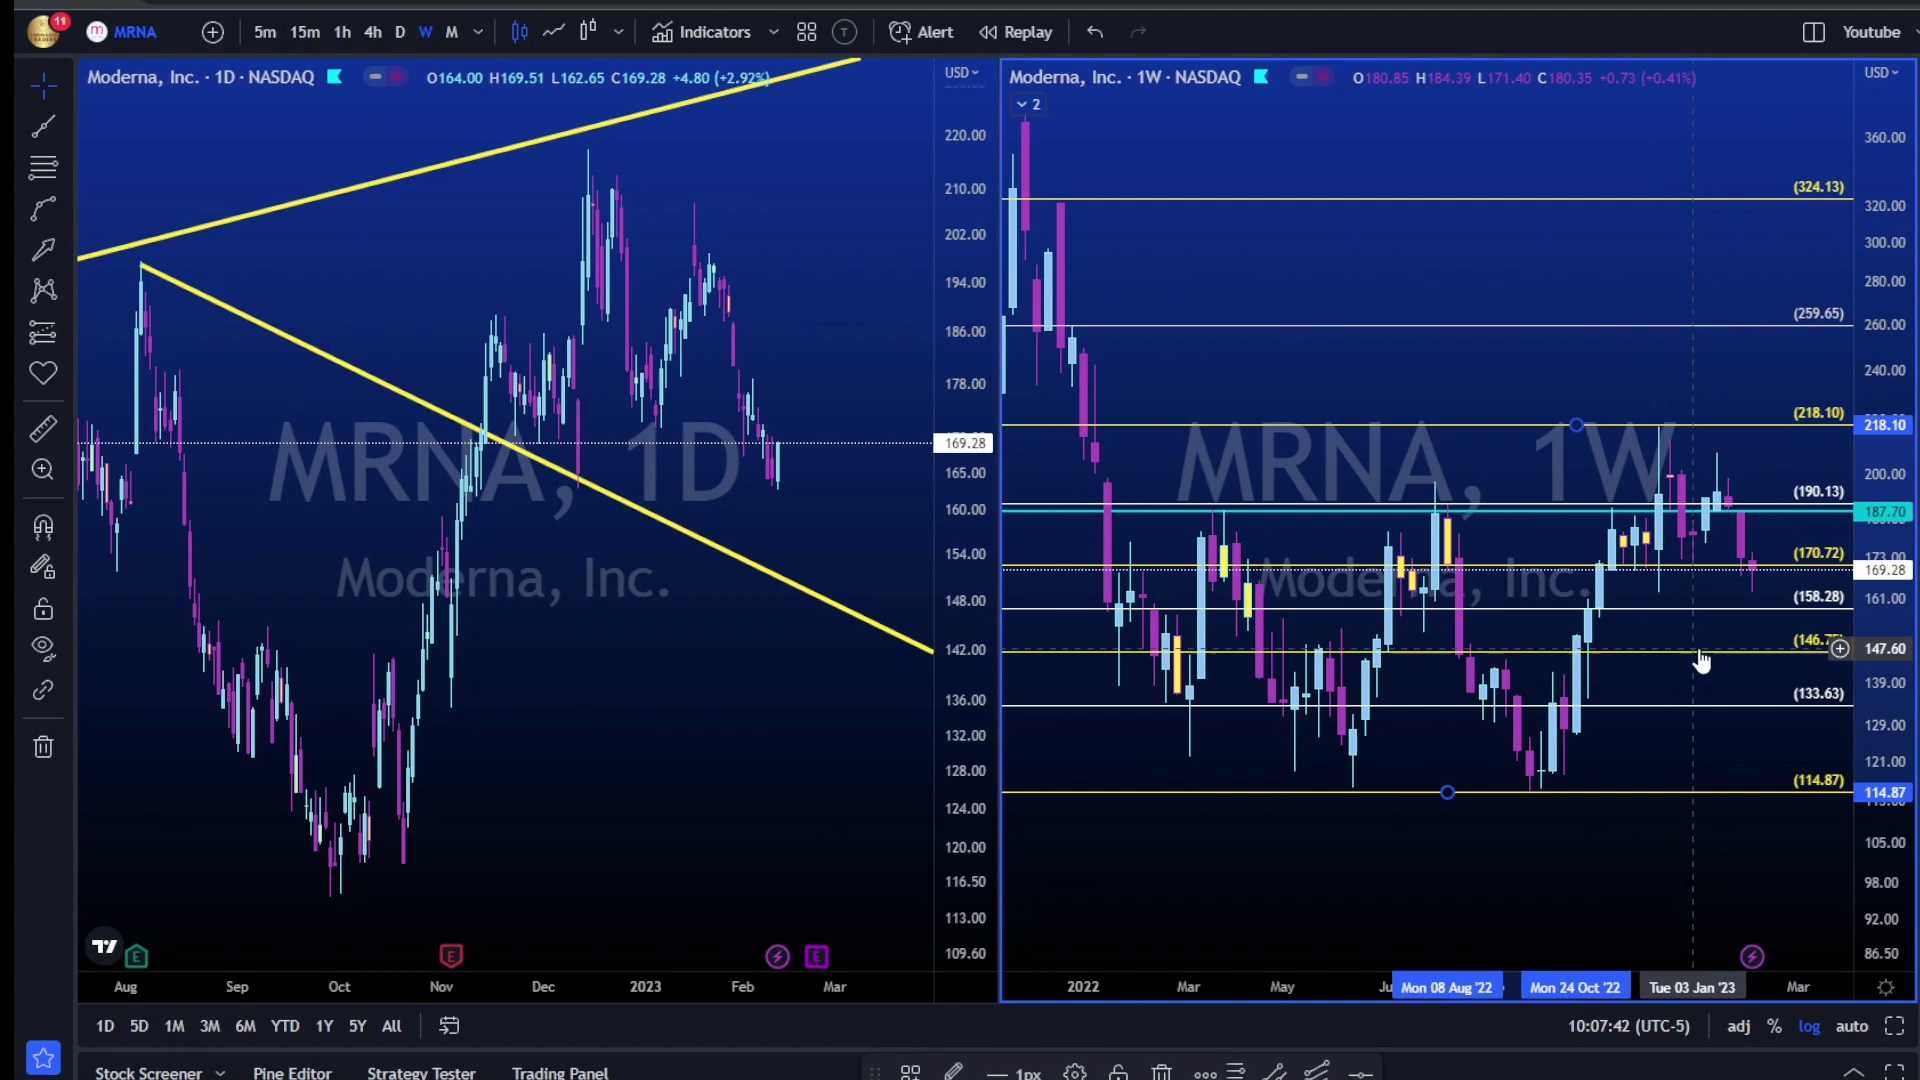 11
MRNA
5m 15m 1h 4h D W M
Indicators
T
Alert
Replay
Youtube
Moderna, Inc. · 1D · NASDAQ
O164.00 H169.51 L162.65 C169.28 +4.80 (+2.92%)
USD
220.00
210.00
202.00
194.00
186.00
178.00
169.28
165.00
160.00
154.00
148.00
142.00
136.00
132.00
128.00
124.00
120.00
116.50
113.00
109.60
MRNA, 1D
Moderna, Inc.
E
E
E
Aug Sep Oct Nov Dec 2023 Feb Mar
Moderna, Inc. · 1W · NASDAQ
O180.85 H184.39 L171.40 C180.35 +0.73 (+0.41%)
USD
2
(324.13)
(259.65)
(218.10)
(190.13)
(170.72)
(158.28)
(133.63)
(114.87)
360.00
320.00
300.00
280.00
260.00
240.00
218.10
200.00
187.70
173.00
169.28
161.00
147.60
139.00
129.00
121.00
114.87
105.00
98.00
92.00
86.50
MRNA, 1W
Moderna, Inc.
2022 Mar May Mon 08 Aug '22 Mon 24 Oct '22 Tue 03 Jan '23 Mar
1D 5D 1M 3M 6M YTD 1Y 5Y All
10:07:42 (UTC-5) adj % log auto
Stock Screener Pine Editor Strategy Tester Trading Panel
1px